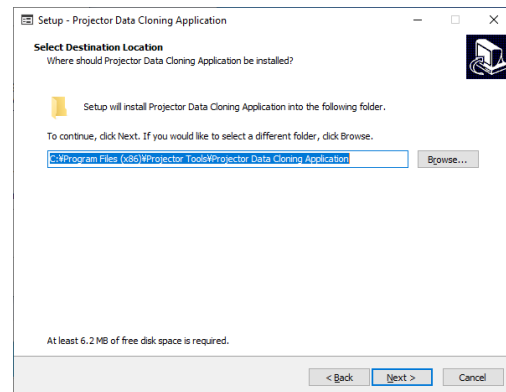 Setup - Projector Data Cloning Application
Select Destination Location
Where should Projector Data Cloning Application be installed?
Setup will install Projector Data Cloning Application into the following folder.
To continue, click Next. If you would like to select a different folder, click Browse.
C:¥Program Files (x86)¥Projector Tools¥Projector Data Cloning Application
Browse...
At least 6.2 MB of free disk space is required.
< Back
Next >
Cancel